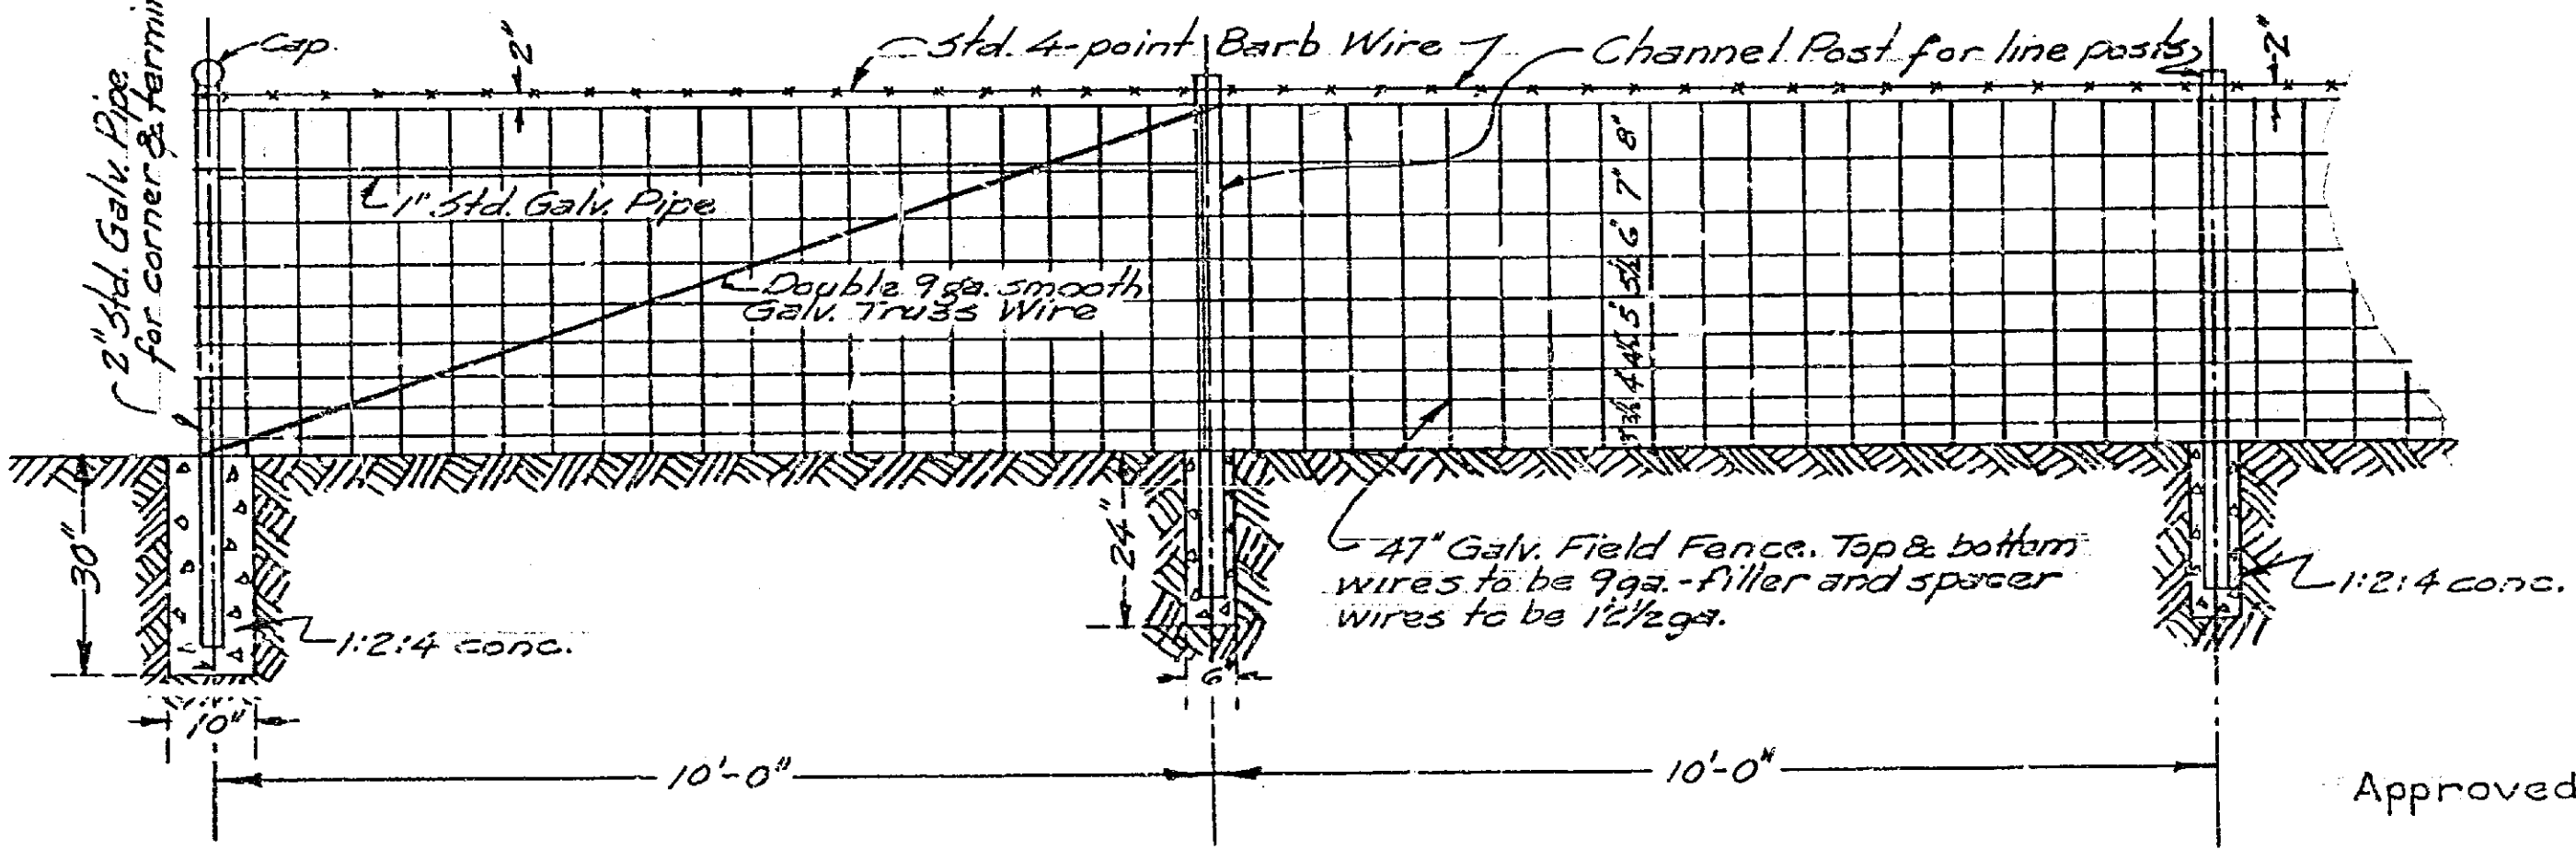 2" Std. Galv. Pipe
for corner &
Cap.
2"
Std. 4-point Barb Wire
Channel Post for line posts
2"
1" Std. Galv. Pipe
Double 9ga. smooth
Galv. Truss Wire
3" 3½" 4" 4½" 5" 5½" 6" 7" 8"
30"
24"
1:2:4 conc.
47" Galv. Field Fence. Top & bottom
wires to be 9ga.-filler and spacer
wires to be 12½ga.
1:2:4 conc.
10"
6"
10'-0"
10'-0"
Approved